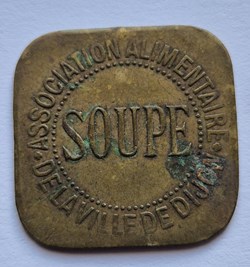 ASSOCIATION ALIMENTAIRE
SOUPE
DE LA VILLE DE DIJON